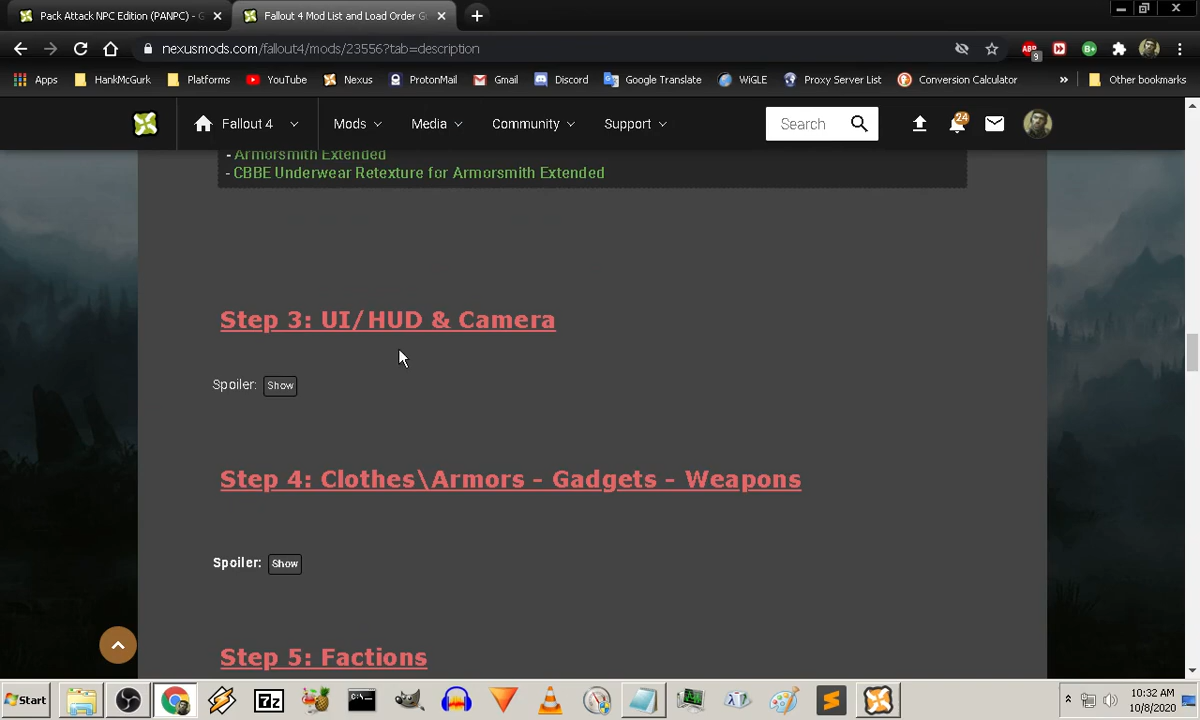 Pack Attack NPC Edition (PANPC) - G
Fallout 4 Mod List and Load Order G
nexusmods.com/fallout4/mods/23556?tab=description
9
Apps HankMcGurk Platforms YouTube Nexus ProtonMail Gmail Discord Google Translate WiGLE Proxy Server List Conversion Calculator » Other bookmarks
Fallout 4 Mods Media Community Support Search 24
- Armorsmith Extended
- CBBE Underwear Retexture for Armorsmith Extended
Step 3: UI/HUD & Camera
Spoiler: Show
Step 4: Clothes\Armors - Gadgets - Weapons
Spoiler: Show
Step 5: Factions
Start
10:32 AM
10/8/2020